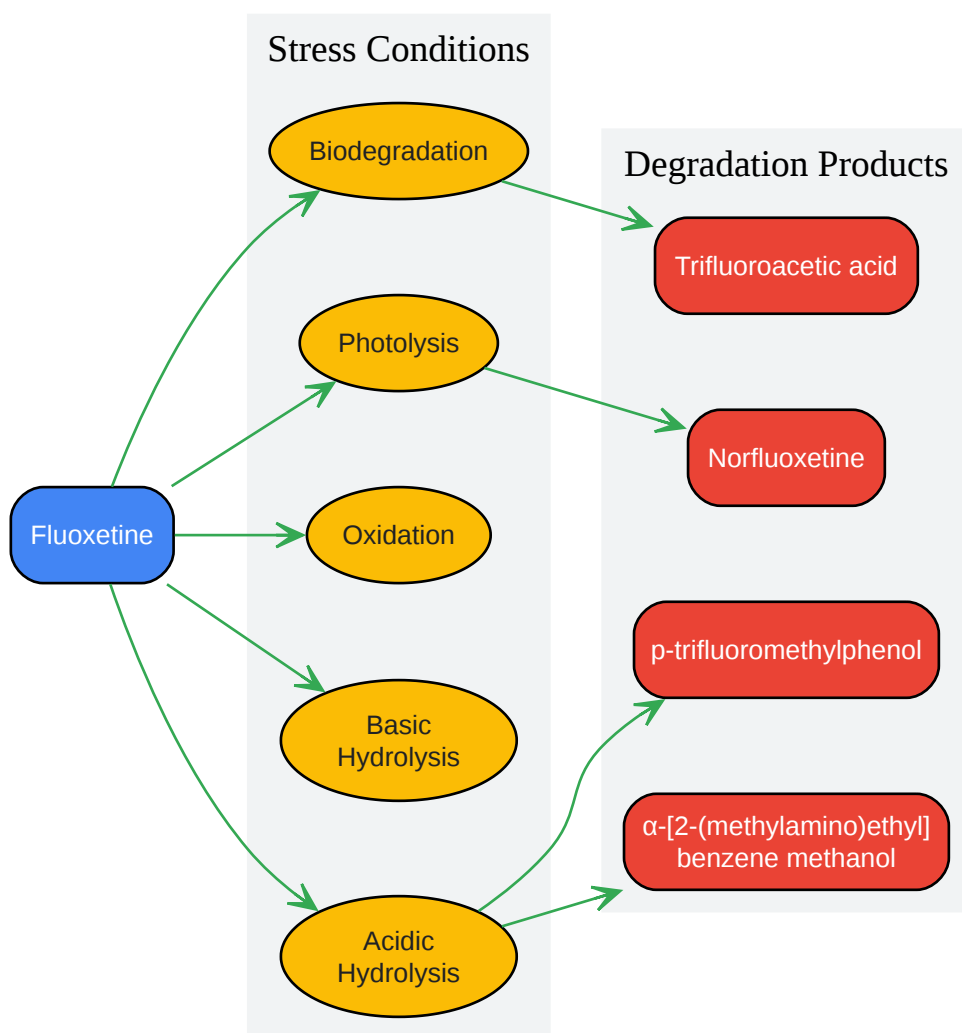 Stress Conditions
Biodegradation
Photolysis
Oxidation
Basic
Hydrolysis
Acidic
Hydrolysis
Fluoxetine
Degradation Products
Trifluoroacetic acid
Norfluoxetine
p-trifluoromethylphenol
α-[2-(methylamino)ethyl]
benzene methanol